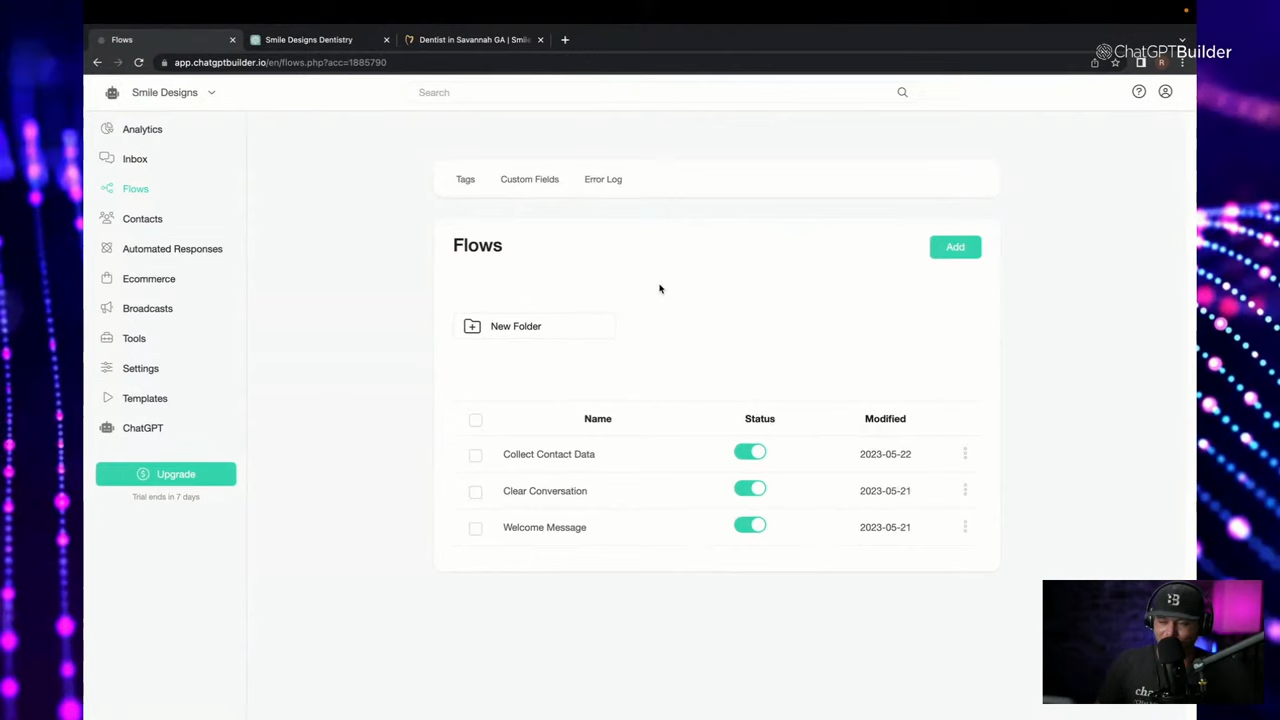 Flows
Smile Designs Dentistry
Dentist in Savannah GA | Smile
app.chatgptbuilder.io/en/flows.php?acc=1885790
ChatGPTBuilder
R
Smile Designs
Search
Analytics
Inbox
Flows
Contacts
Automated Responses
Ecommerce
Broadcasts
Tools
Settings
Templates
ChatGPT
Upgrade
Trial ends in 7 days
Tags Custom Fields Error Log
Flows
Add
New Folder
Name Status Modified
Collect Contact Data 2023-05-22
Clear Conversation 2023-05-21
Welcome Message 2023-05-21
B